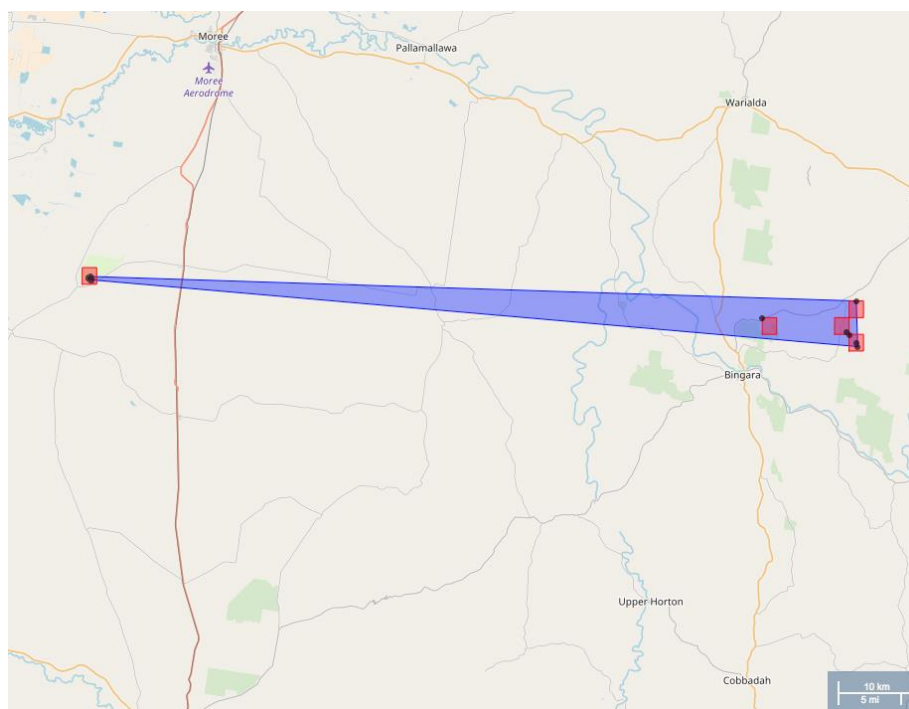 Moree
Pallamallawa
Moree
Aerodrome
Warialda
Bingara
Upper Horton
Cobbadah
10 km
5 mi